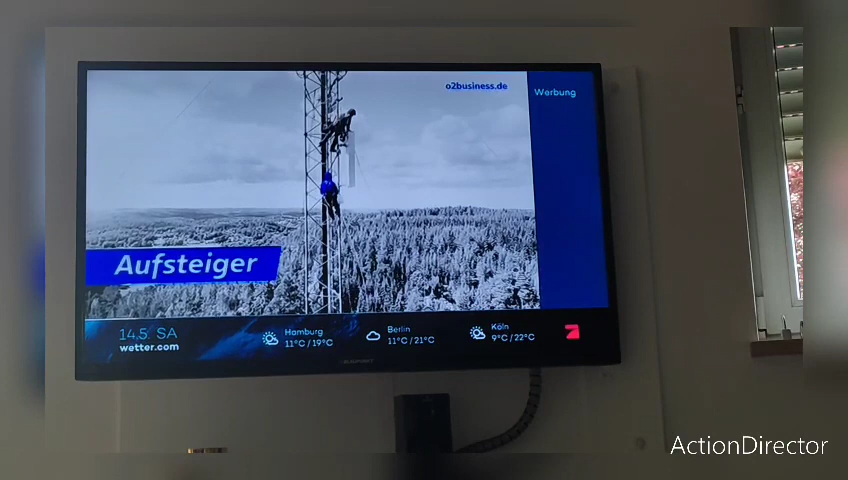 o2business.de
Werbung
Aufsteiger
14.5. SA
wetter.com
Hamburg
11°C / 19°C
Berlin
11°C / 21°C
Köln
9°C / 22°C
BLAUPUNKT
ActionDirector